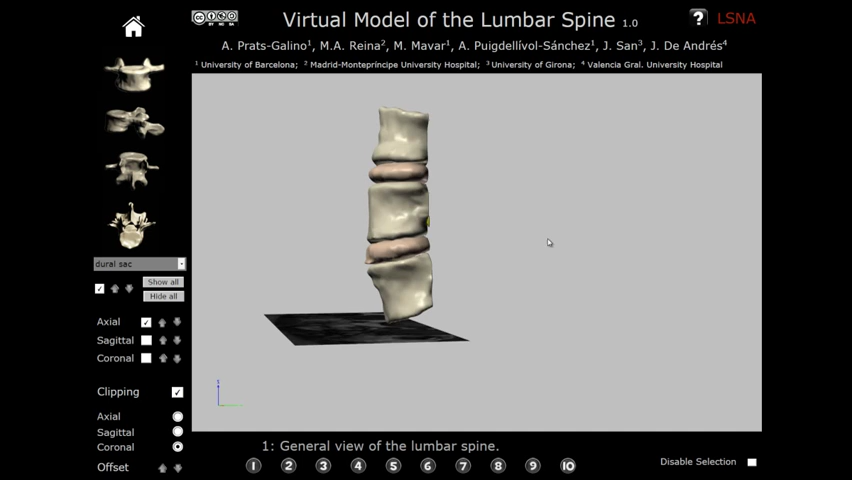 Virtual Model of the Lumbar Spine 1.0
? LSNA
A. Prats-Galino¹, M.A. Reina², M. Mavar¹, A. Puigdellívol-Sánchez¹, J. San³, J. De Andrés⁴
¹ University of Barcelona; ² Madrid-Montepríncipe University Hospital; ³ University of Girona; ⁴ Valencia Gral. University Hospital
dural sac
Show all
Hide all
Axial
Sagittal
Coronal
Clipping
Axial
Sagittal
Coronal
Offset
1: General view of the lumbar spine.
1 2 3 4 5 6 7 8 9 10
Disable Selection